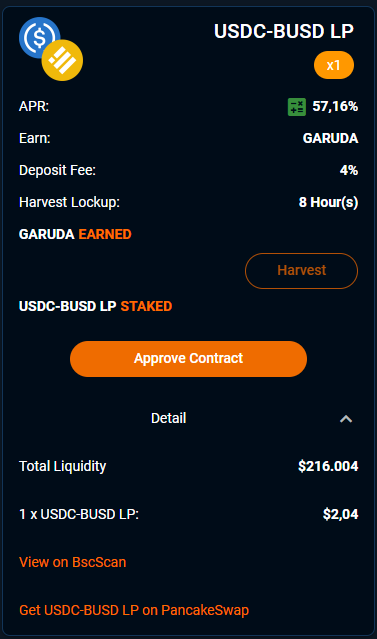 USDC-BUSD LP
x1
APR: 57,16%
Earn: GARUDA
Deposit Fee: 4%
Harvest Lockup: 8 Hour(s)
GARUDA EARNED
Harvest
USDC-BUSD LP STAKED
Approve Contract
Detail
Total Liquidity $216.004
1 x USDC-BUSD LP: $2,04
View on BscScan
Get USDC-BUSD LP on PancakeSwap